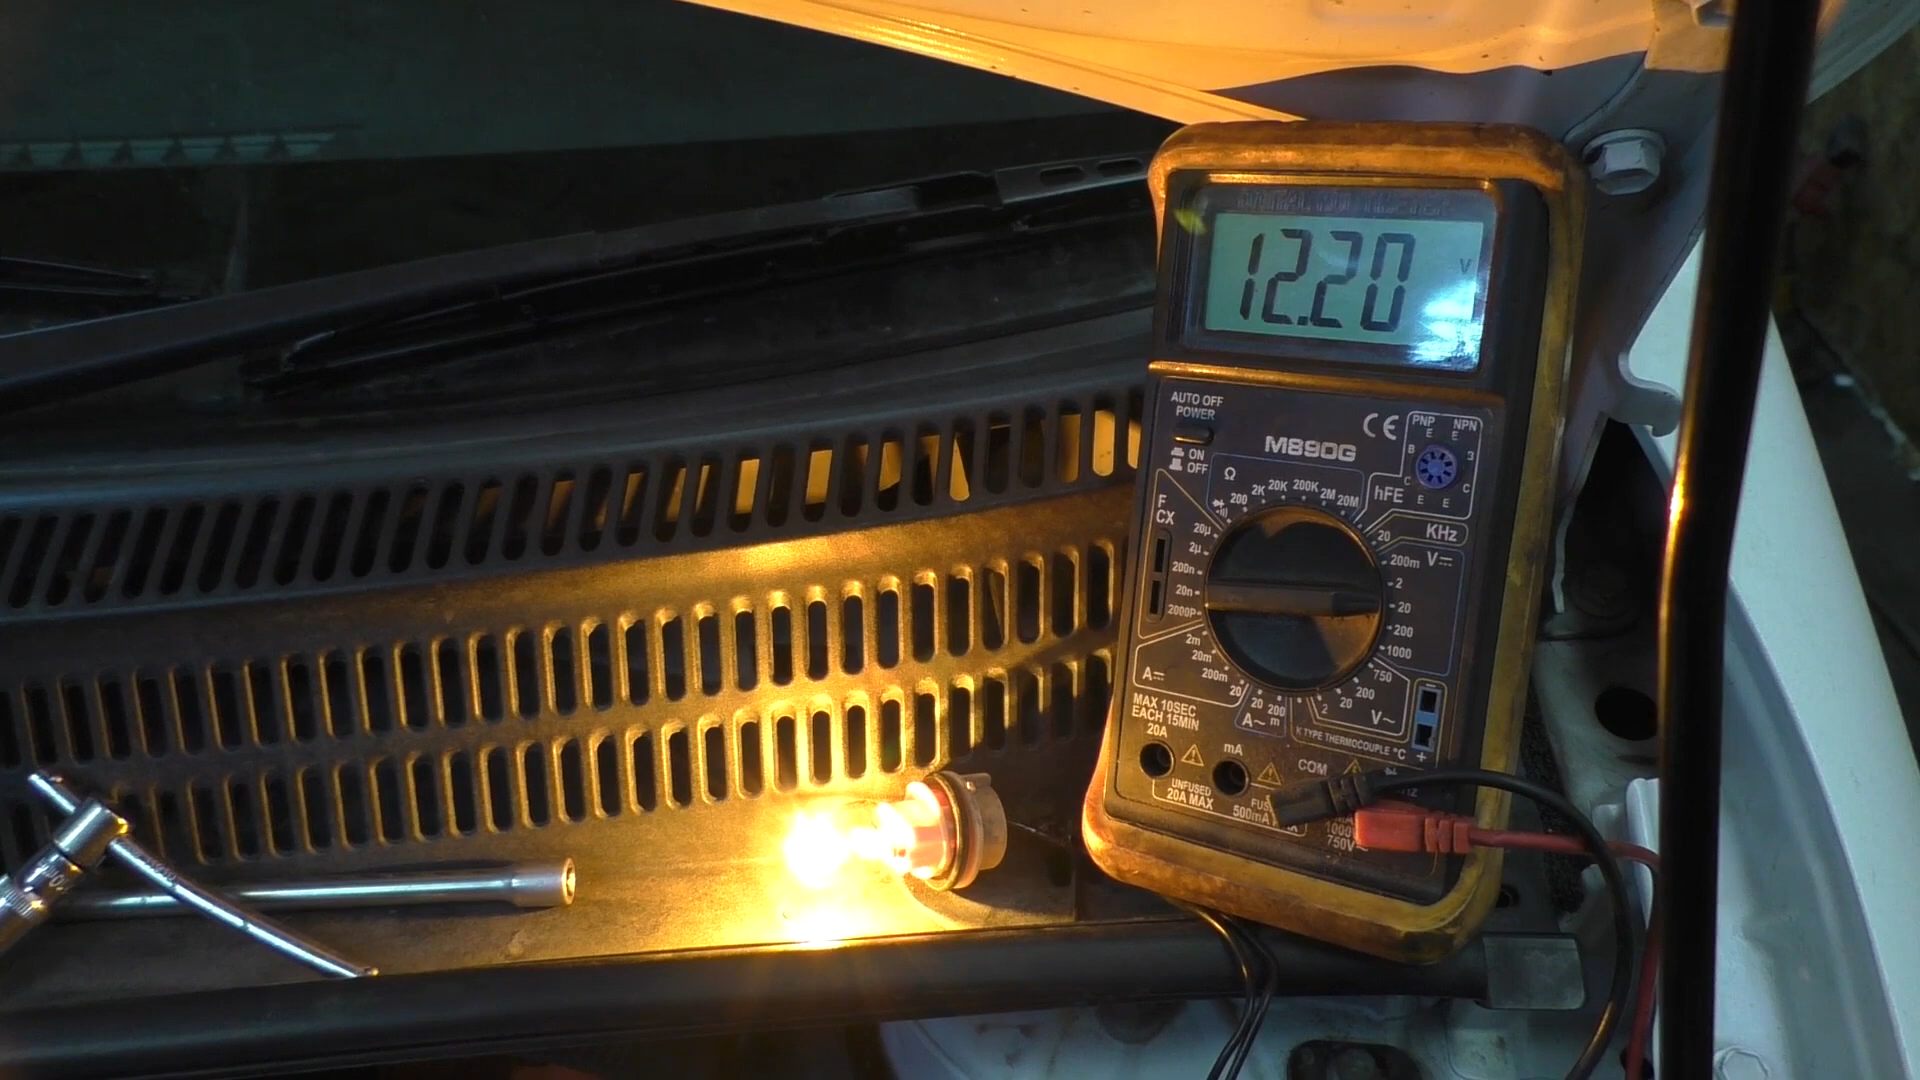 12.20 V
AUTO OFF
POWER
ON
OFF
M890G
CE
PNP NPN
E E
B B
C C
E E
hFE
Ω
200 2K 20K 200K 2M 20M
F
CX
20µ
2µ
200n
20n
2000P
20 KHz
200m V
2
20
200
1000
2m
20m
200m
20
A
20 200
m
A~
2 20 200 750
V~
MAX 10SEC
EACH 15MIN
20A
mA
COM
K TYPE THERMOCOUPLE °C
- +
UNFUSED
20A MAX
500mA
1000
750V